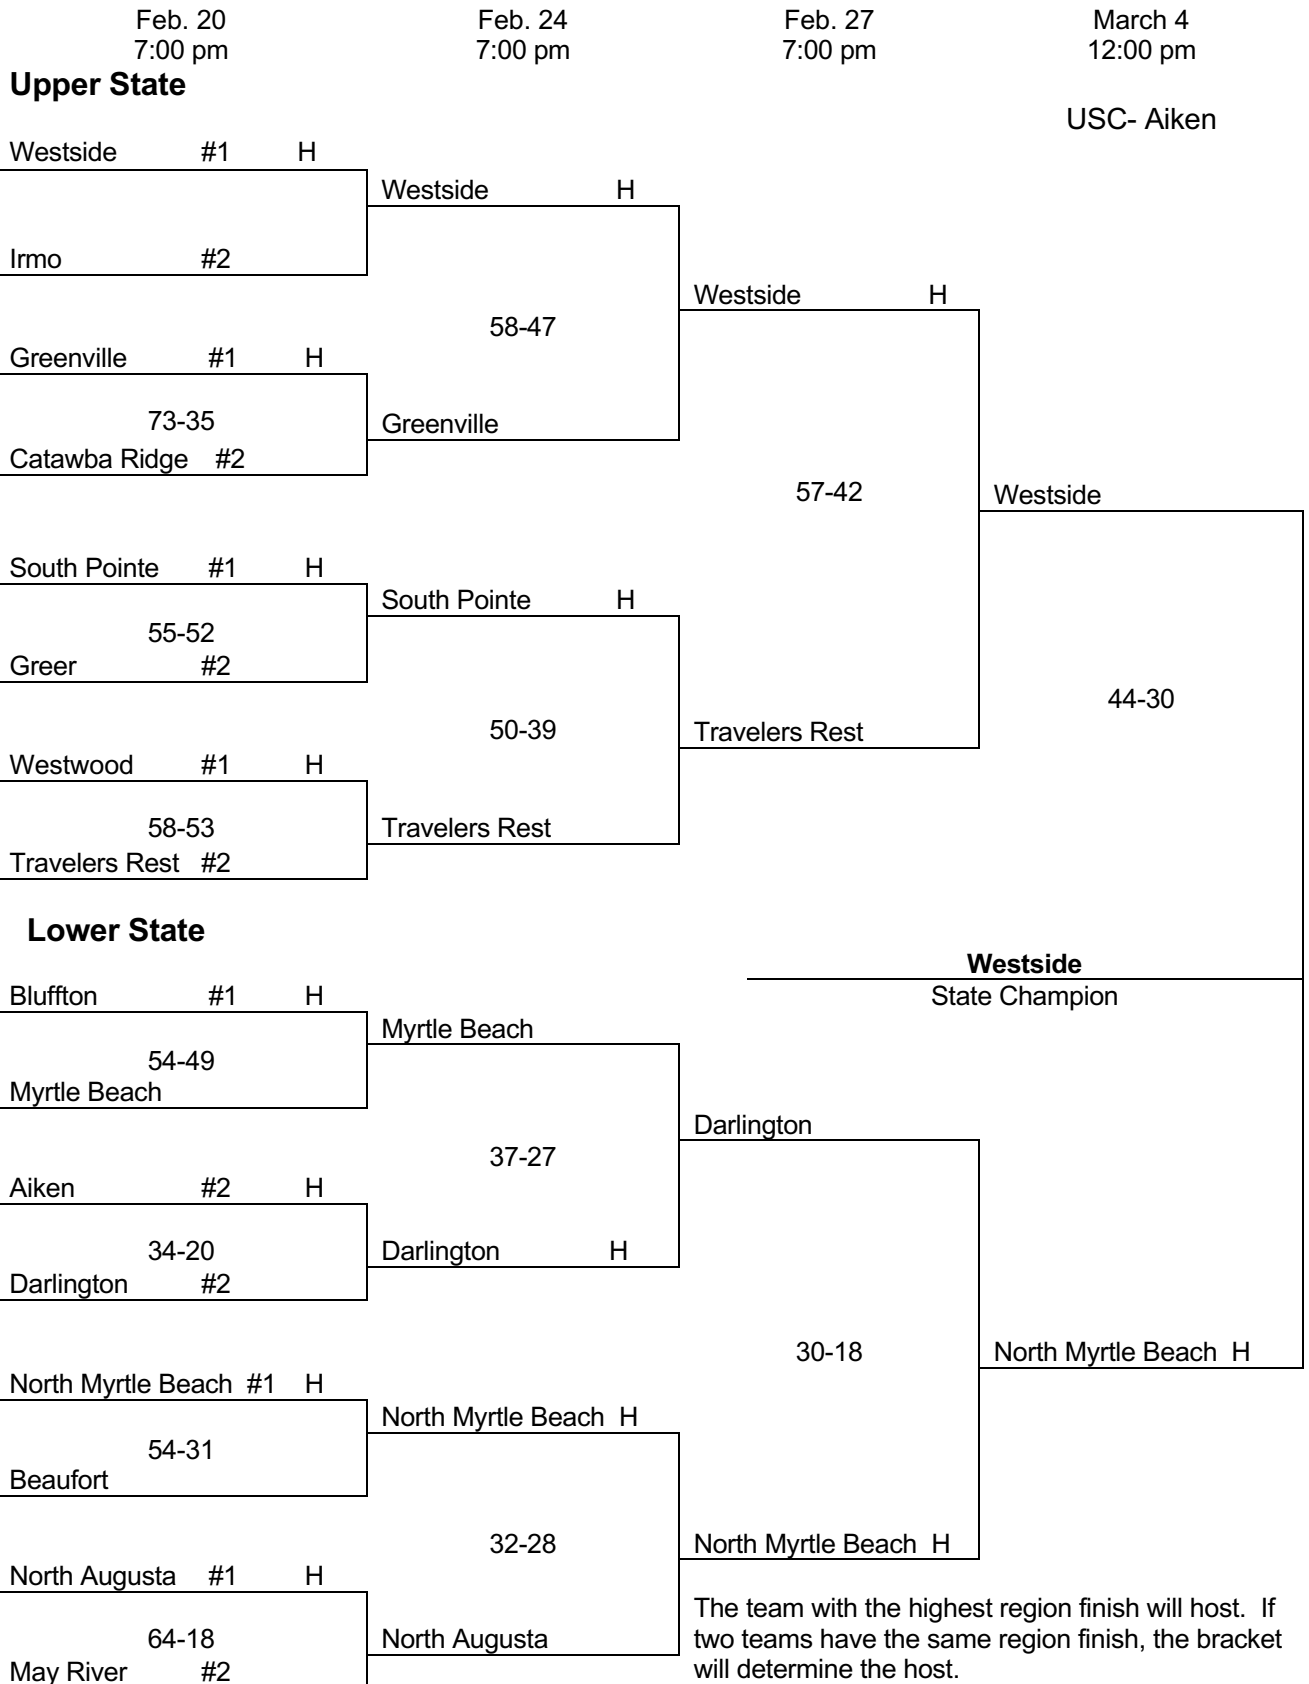 Feb. 20 Feb. 24 Feb. 27 March 4
7:00 pm 7:00 pm 7:00 pm 12:00 pm
Upper State
USC- Aiken
Westside #1 H
Westside H
Irmo #2
Westside H
58-47
Greenville #1 H
73-35
Greenville
Catawba Ridge #2
57-42
Westside
South Pointe #1 H
South Pointe H
55-52
Greer #2
44-30
50-39
Travelers Rest
Westwood #1 H
58-53
Travelers Rest
Travelers Rest #2
Lower State
Westside
State Champion
Bluffton #1 H
Myrtle Beach
54-49
Myrtle Beach
Darlington
37-27
Aiken #2 H
34-20
Darlington H
Darlington #2
30-18
North Myrtle Beach H
North Myrtle Beach #1 H
North Myrtle Beach H
54-31
Beaufort
32-28
North Myrtle Beach H
North Augusta #1 H
64-18
North Augusta
May River #2
The team with the highest region finish will host. If
two teams have the same region finish, the bracket
will determine the host.